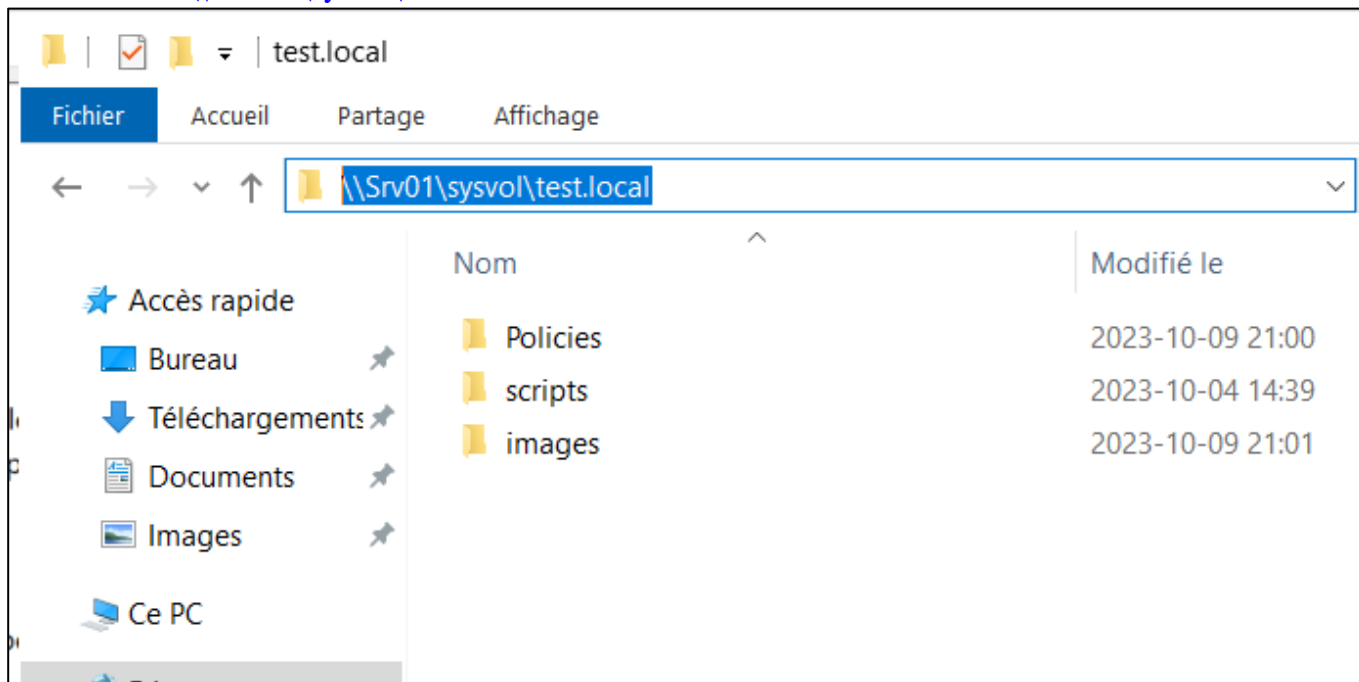 test.local
Fichier Accueil Partage Affichage
\\Srv01\sysvol\test.local
Nom Modifié le
Accès rapide
Policies 2023-10-09 21:00
Bureau
scripts 2023-10-04 14:39
Téléchargements
images 2023-10-09 21:01
Documents
Images
Ce PC